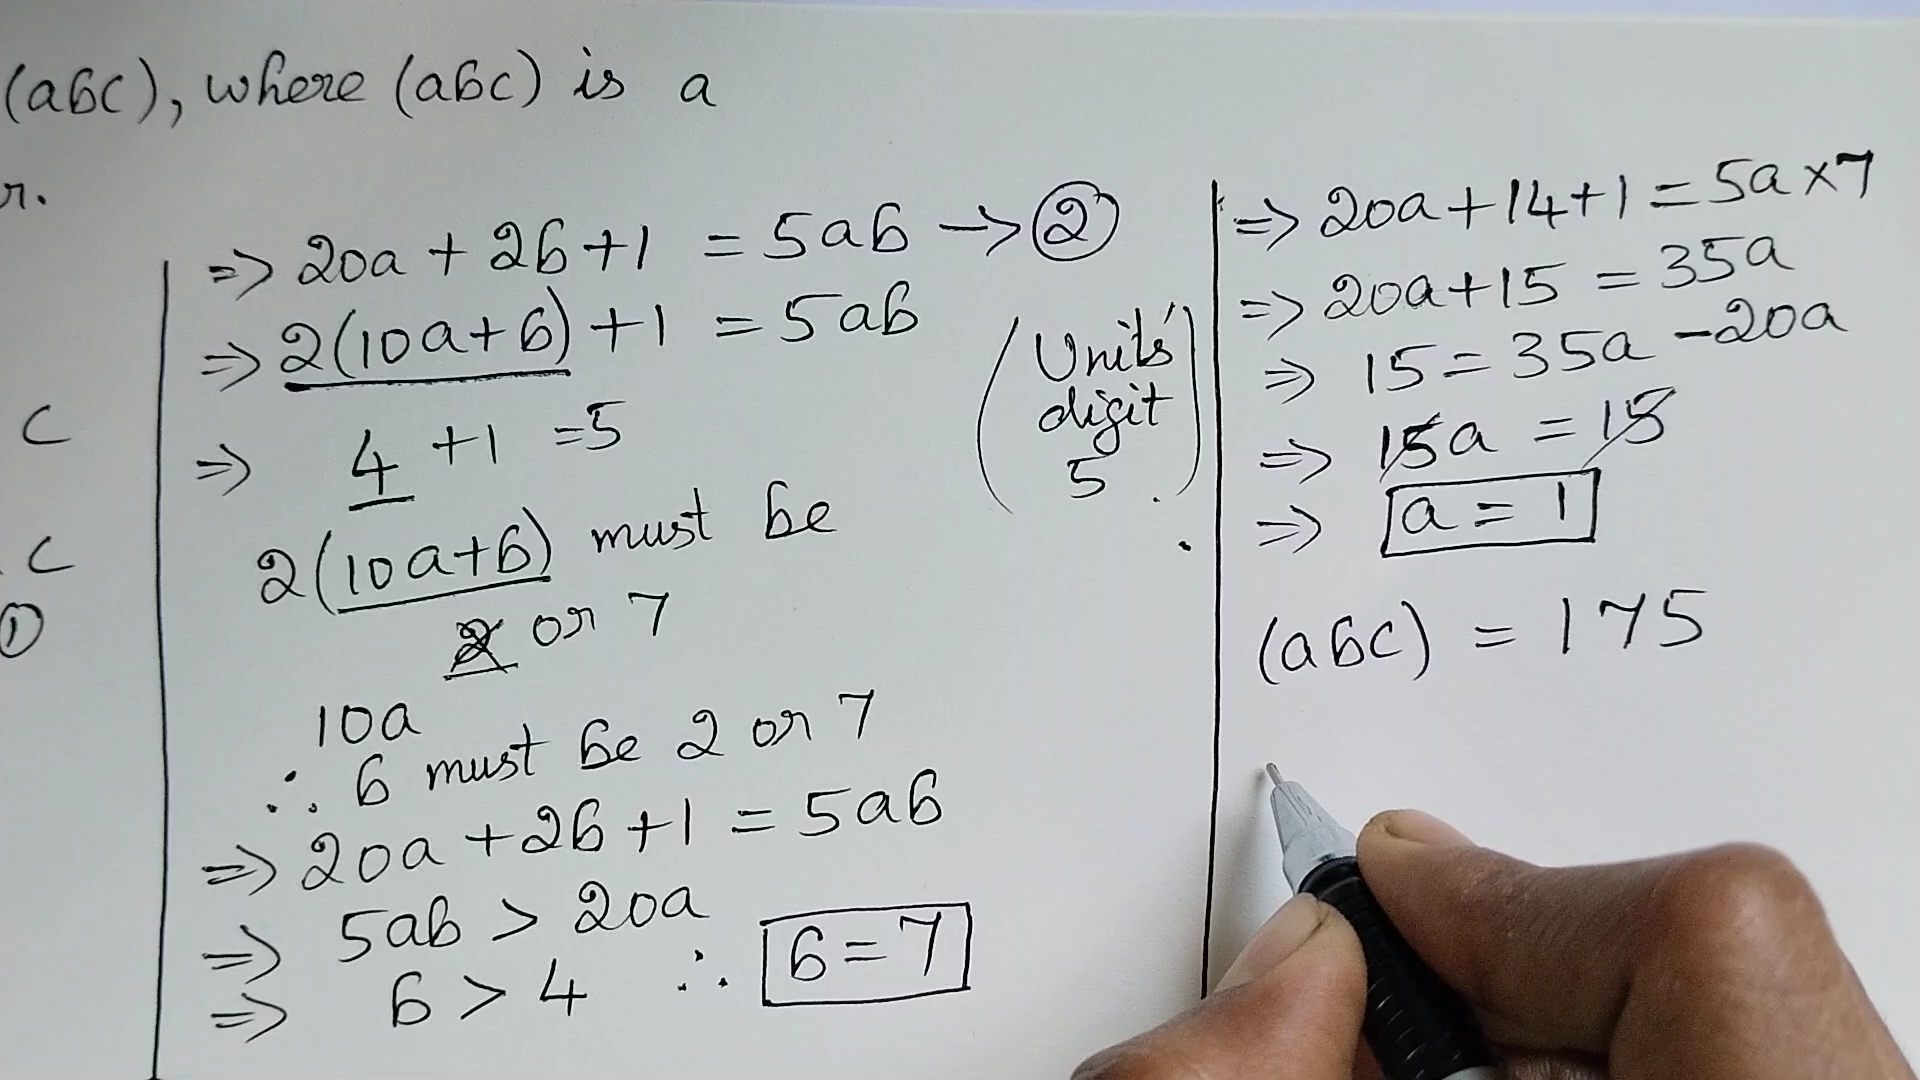 (abc), where (abc) is a
r.
c
c
①
⇒ 20a + 2b + 1 = 5ab → ②
⇒ 2(10a+b) + 1 = 5ab
(Units' digit 5)
⇒ 4 + 1 = 5
2(10a+b) must be
2 or 7
10a
∴ b must be 2 or 7
⇒ 20a + 2b + 1 = 5ab
⇒ 5ab > 20a
⇒ b > 4 ∴ b = 7
⇒ 20a + 14 + 1 = 5a × 7
⇒ 20a + 15 = 35a
⇒ 15 = 35a - 20a
⇒ 15a = 15
⇒ a = 1
(abc) = 175